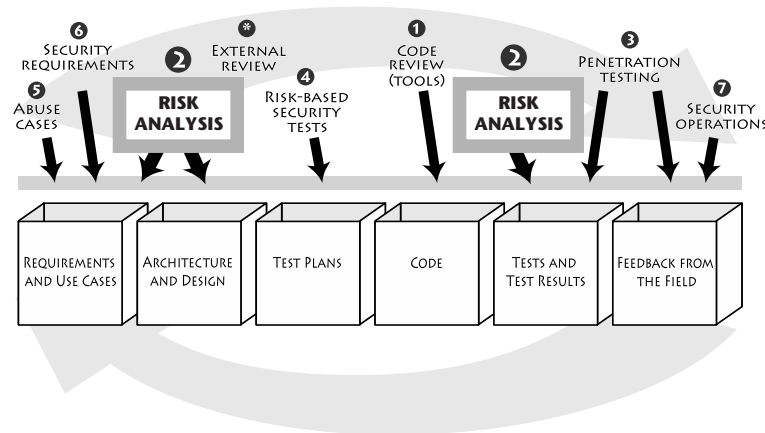 6
SECURITY
REQUIREMENTS
5
ABUSE
CASES
2
RISK
ANALYSIS
*
EXTERNAL
REVIEW
4
RISK-BASED
SECURITY
TESTS
1
CODE
REVIEW
(TOOLS)
2
RISK
ANALYSIS
3
PENETRATION
TESTING
7
SECURITY
OPERATIONS
REQUIREMENTS
AND USE CASES
ARCHITECTURE
AND DESIGN
TEST PLANS
CODE
TESTS AND
TEST RESULTS
FEEDBACK FROM
THE FIELD